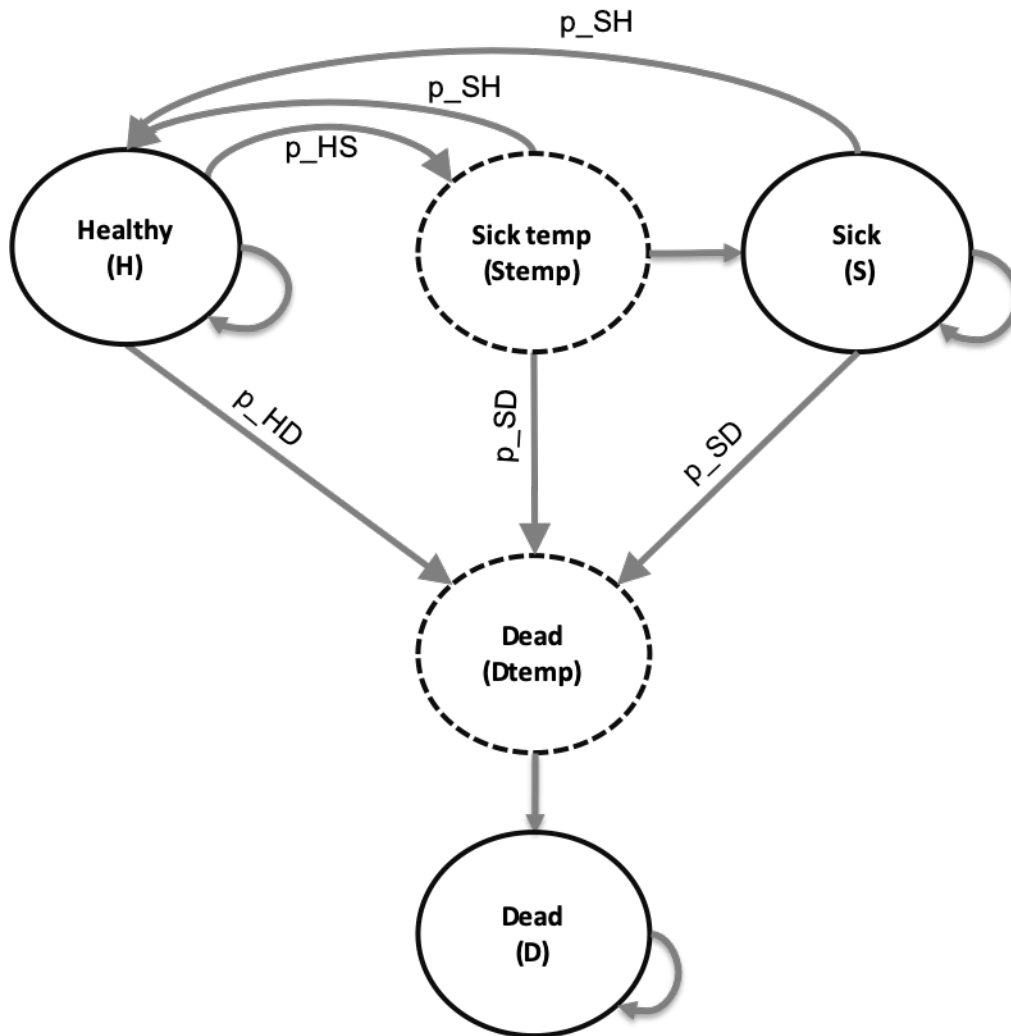 p_SH
p_SH
p_HS
Healthy
(H)
Sick temp
(Stemp)
Sick
(S)
p_HD
p_SD
p_SD
Dead
(Dtemp)
Dead
(D)